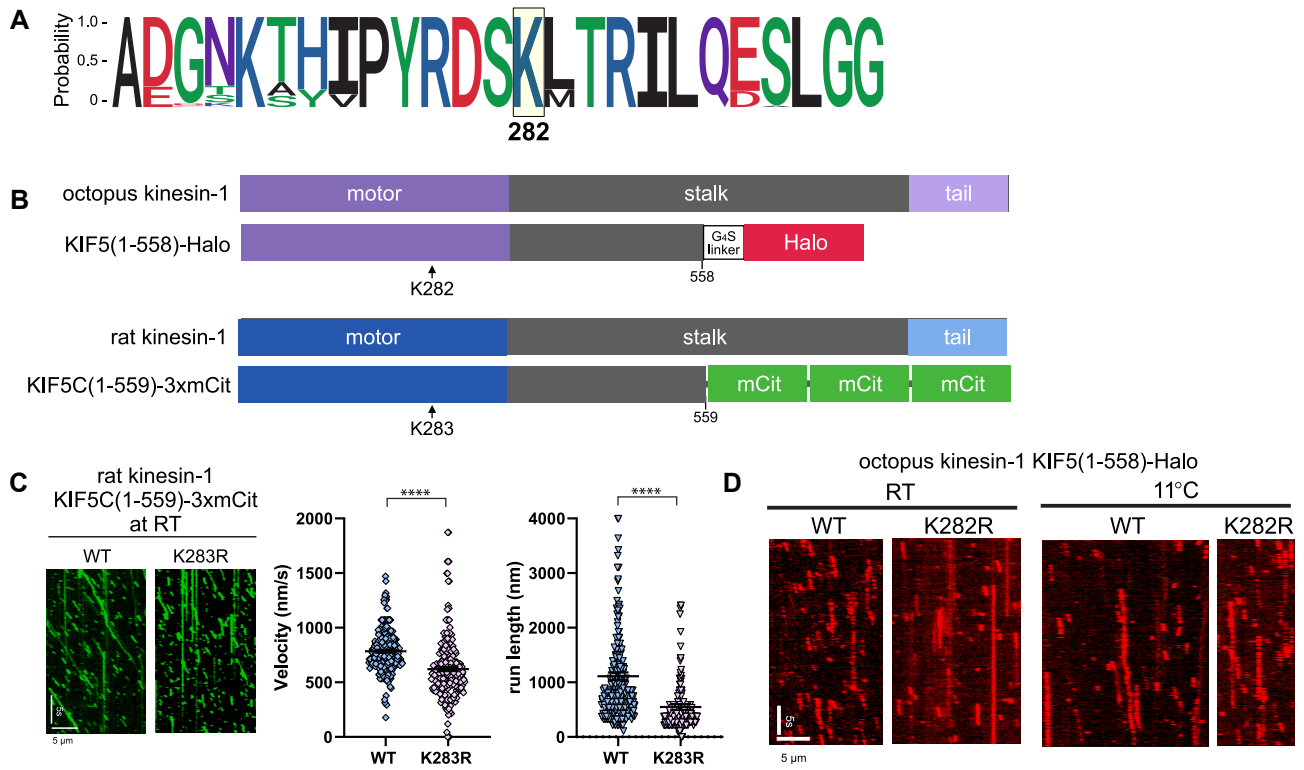 A
Probability
1.0
0.5
0
ADGNKTHIPYRDSKLTRILQESLGG
E TSK AY V M D
S
282
B
octopus kinesin-1
motor
stalk
tail
KIF5(1-558)-Halo
G₄S
linker
Halo
558
K282
rat kinesin-1
motor
stalk
tail
KIF5C(1-559)-3xmCit
mCit
mCit
mCit
559
K283
C
rat kinesin-1
KIF5C(1-559)-3xmCit
at RT
WT
K283R
5s
5 μm
****
Velocity (nm/s)
2000
1500
1000
500
0
WT
K283R
****
run length (nm)
4000
3000
2000
1000
0
WT
K283R
D
octopus kinesin-1 KIF5(1-558)-Halo
RT
11°C
WT
K282R
WT
K282R
5s
5 μm